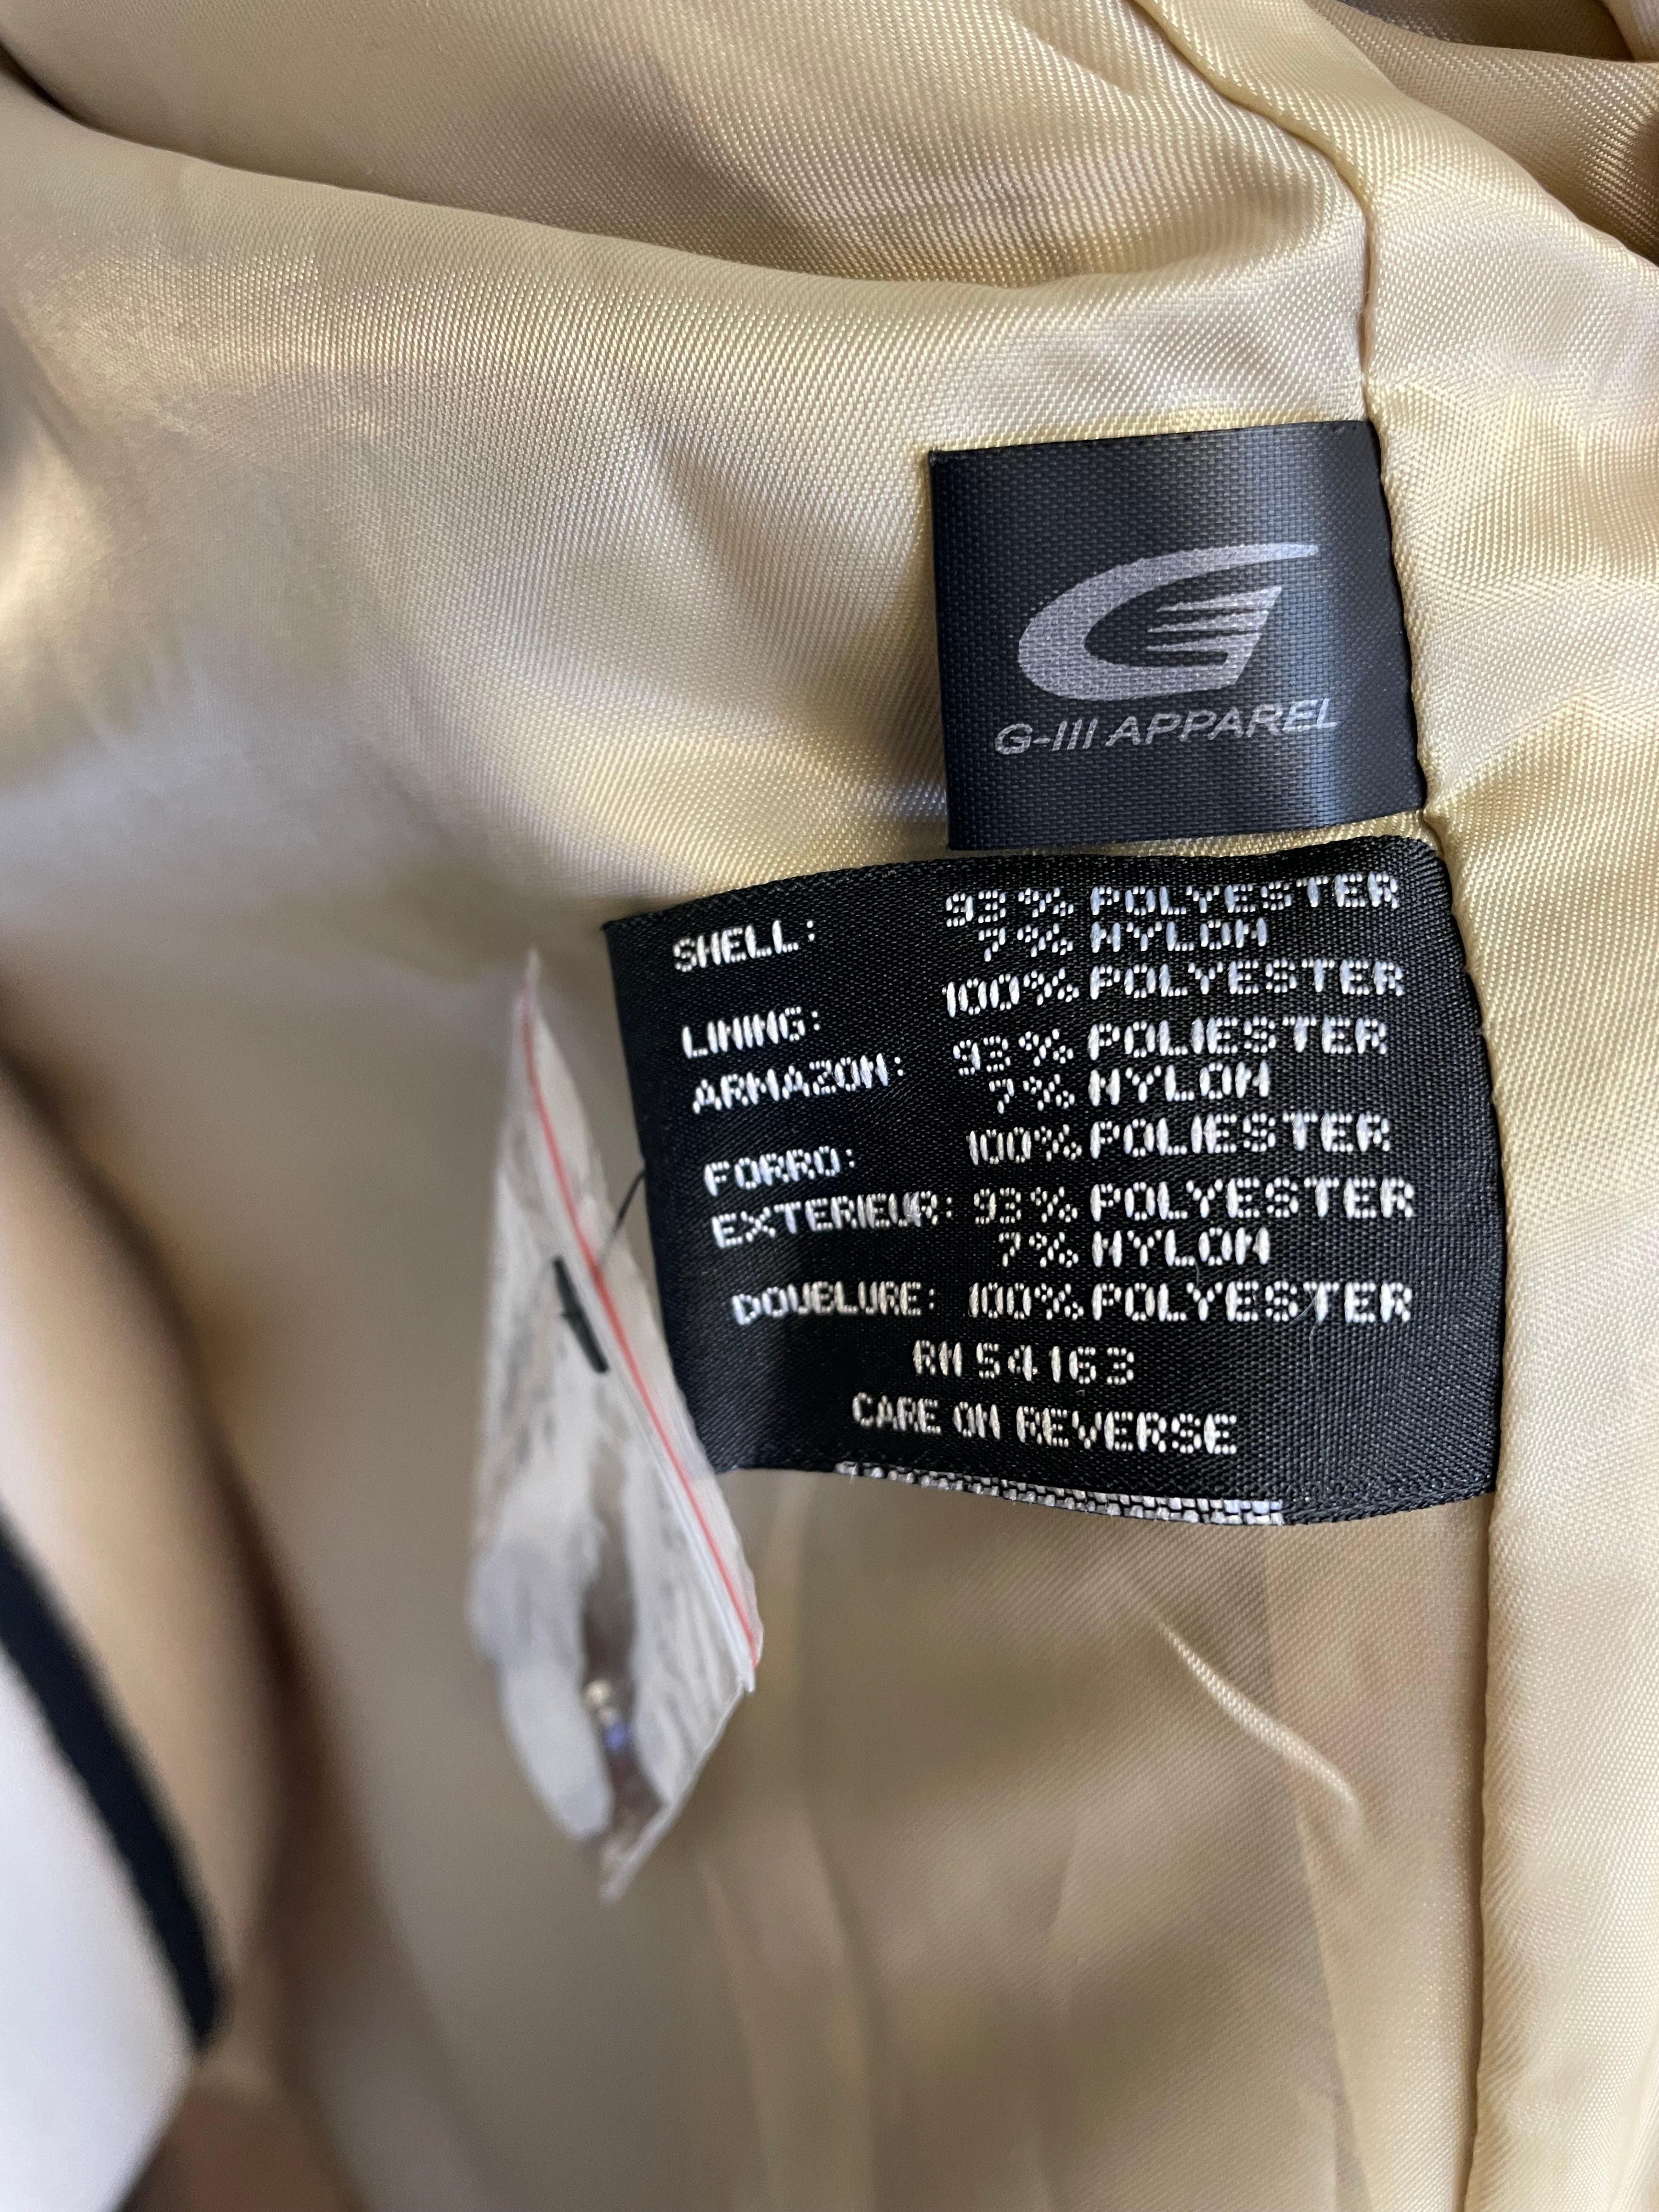 G-III APPAREL
SHELL: 93% POLYESTER
7% NYLON
LINING: 100% POLYESTER
ARMAZON: 93% POLIESTER
7% NYLON
FORRO: 100% POLIESTER
EXTERIEUR: 93% POLYESTER
7% NYLON
DOUBLURE: 100% POLYESTER
RN 54163
CARE ON REVERSE